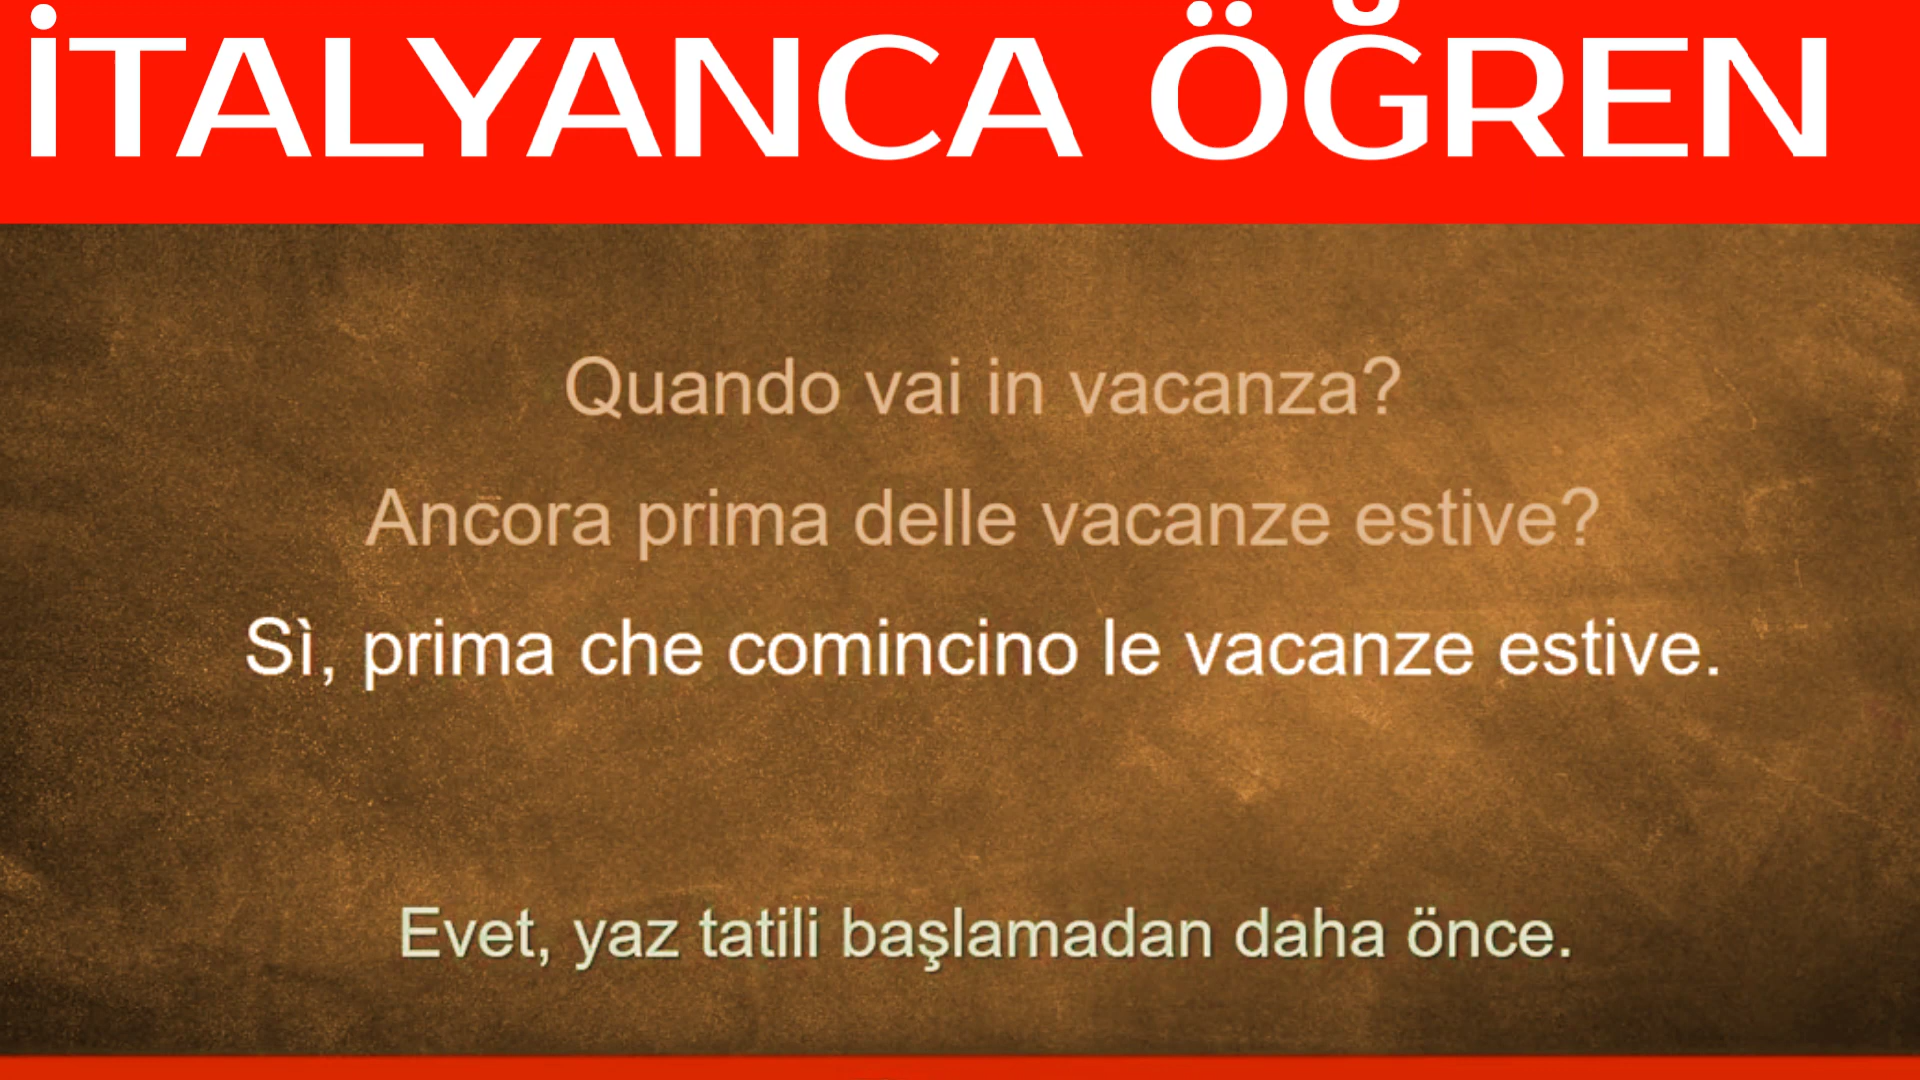 İTALYANCA ÖĞREN
Quando vai in vacanza?
Ancora prima delle vacanze estive?
Sì, prima che comincino le vacanze estive.
Evet, yaz tatili başlamadan daha önce.